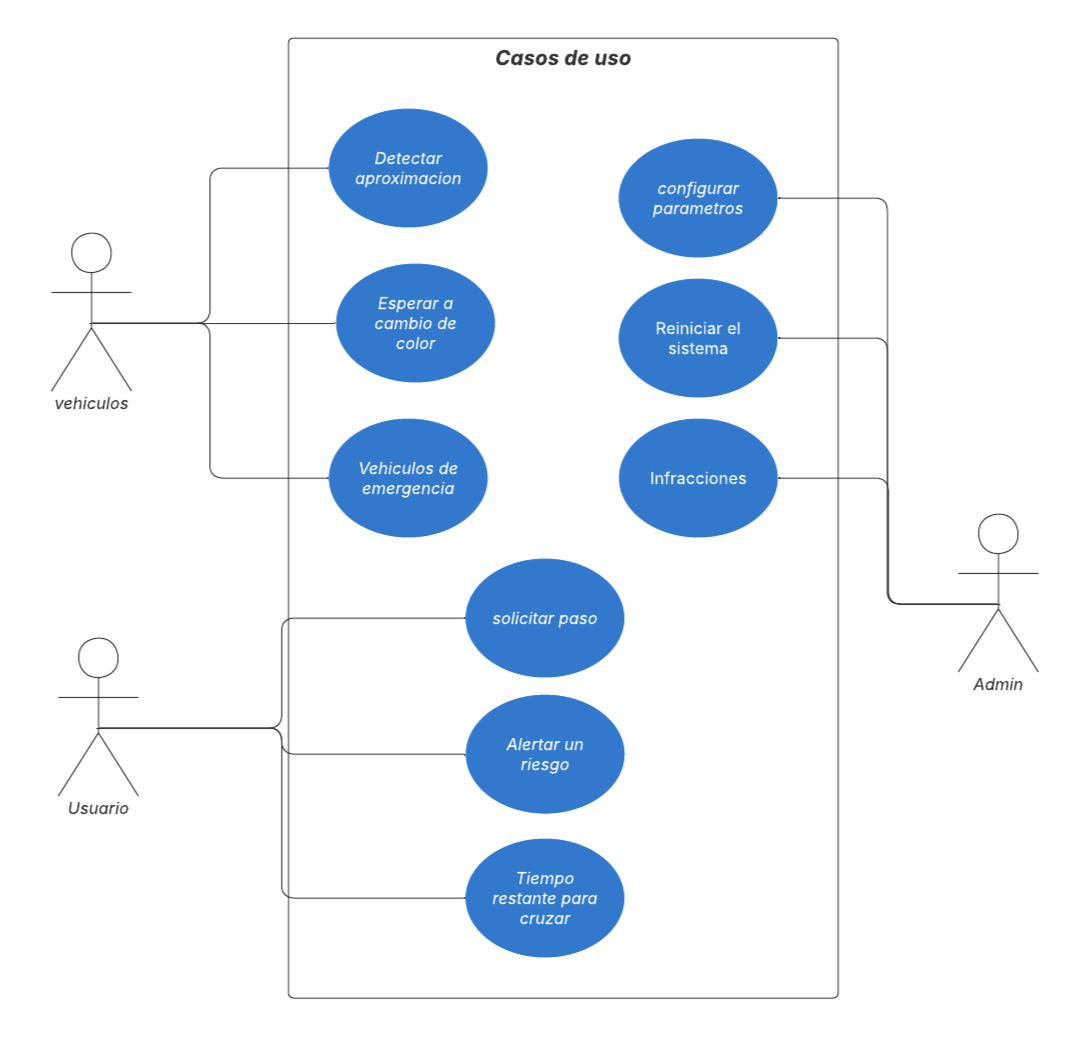 Casos de uso
Detectar
aproximacion
configurar
parametros
Esperar a
cambio de
color
Reiniciar el
sistema
vehiculos
Vehiculos de
emergencia
Infracciones
solicitar paso
Admin
Alertar un
riesgo
Usuario
Tiempo
restante para
cruzar